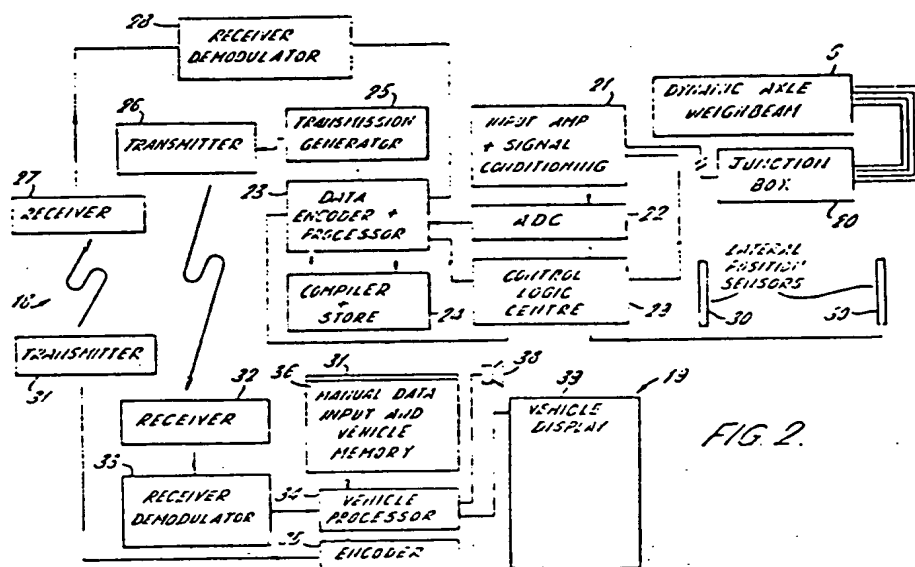 28
RECEIVER
DEMODULATOR
26
TRANSMITTER
25
TRANSMISSION
GENERATOR
21
INPUT AMP
+ SIGNAL
CONDITIONING
DYNAMIC AXLE
WEIGHBEAM
JUNCTION
BOX
20
27
RECEIVER
23
DATA
ENCODER +
PROCESSOR
ADC
22
COMPILER
+
STORE
24
CONTROL
LOGIC
CENTRE
29
LATERAL
POSITION
SENSORS
30
30
18
TRANSMITTER
31
32
RECEIVER
33
RECEIVER
DEMODULATOR
31
36
MANUAL DATA
INPUT AND
VEHICLE
MEMORY
34
VEHICLE
PROCESSOR
35
ENCODER
38
39
VEHICLE
DISPLAY
19
FIG. 2.